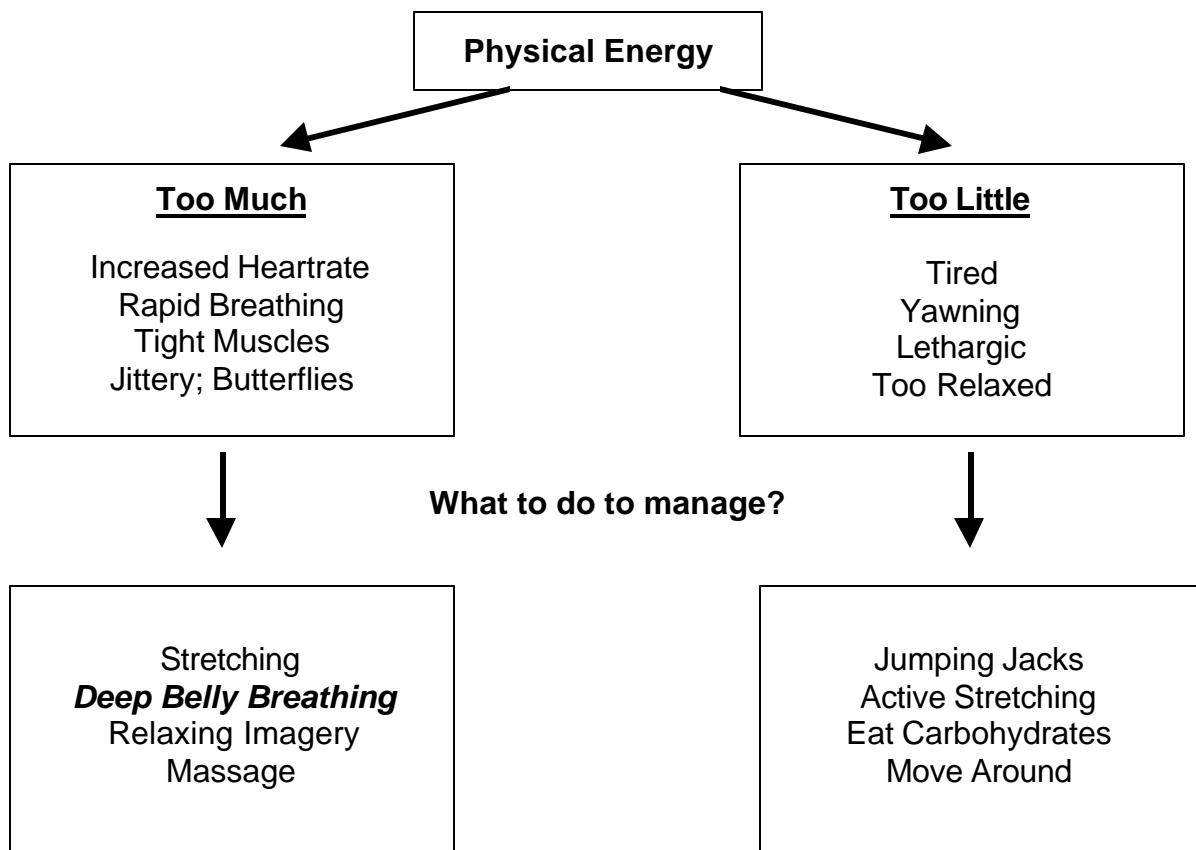 Physical Energy
Too Much
Increased Heartrate
Rapid Breathing
Tight Muscles
Jittery; Butterflies
Too Little
Tired
Yawning
Lethargic
Too Relaxed
What to do to manage?
Stretching
Deep Belly Breathing
Relaxing Imagery
Massage
Jumping Jacks
Active Stretching
Eat Carbohydrates
Move Around